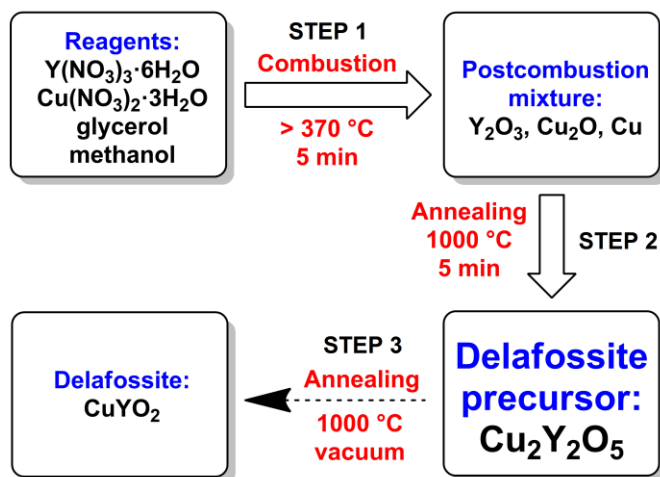 Reagents:
Y(NO₃)₃·6H₂O
Cu(NO₃)₂·3H₂O
glycerol
methanol
STEP 1
Combustion
> 370 °C
5 min
Postcombustion
mixture:
Y₂O₃, Cu₂O, Cu
Annealing
1000 °C
5 min
STEP 2
Delafossite
precursor:
Cu₂Y₂O₅
STEP 3
Annealing
1000 °C
vacuum
Delafossite:
CuYO₂